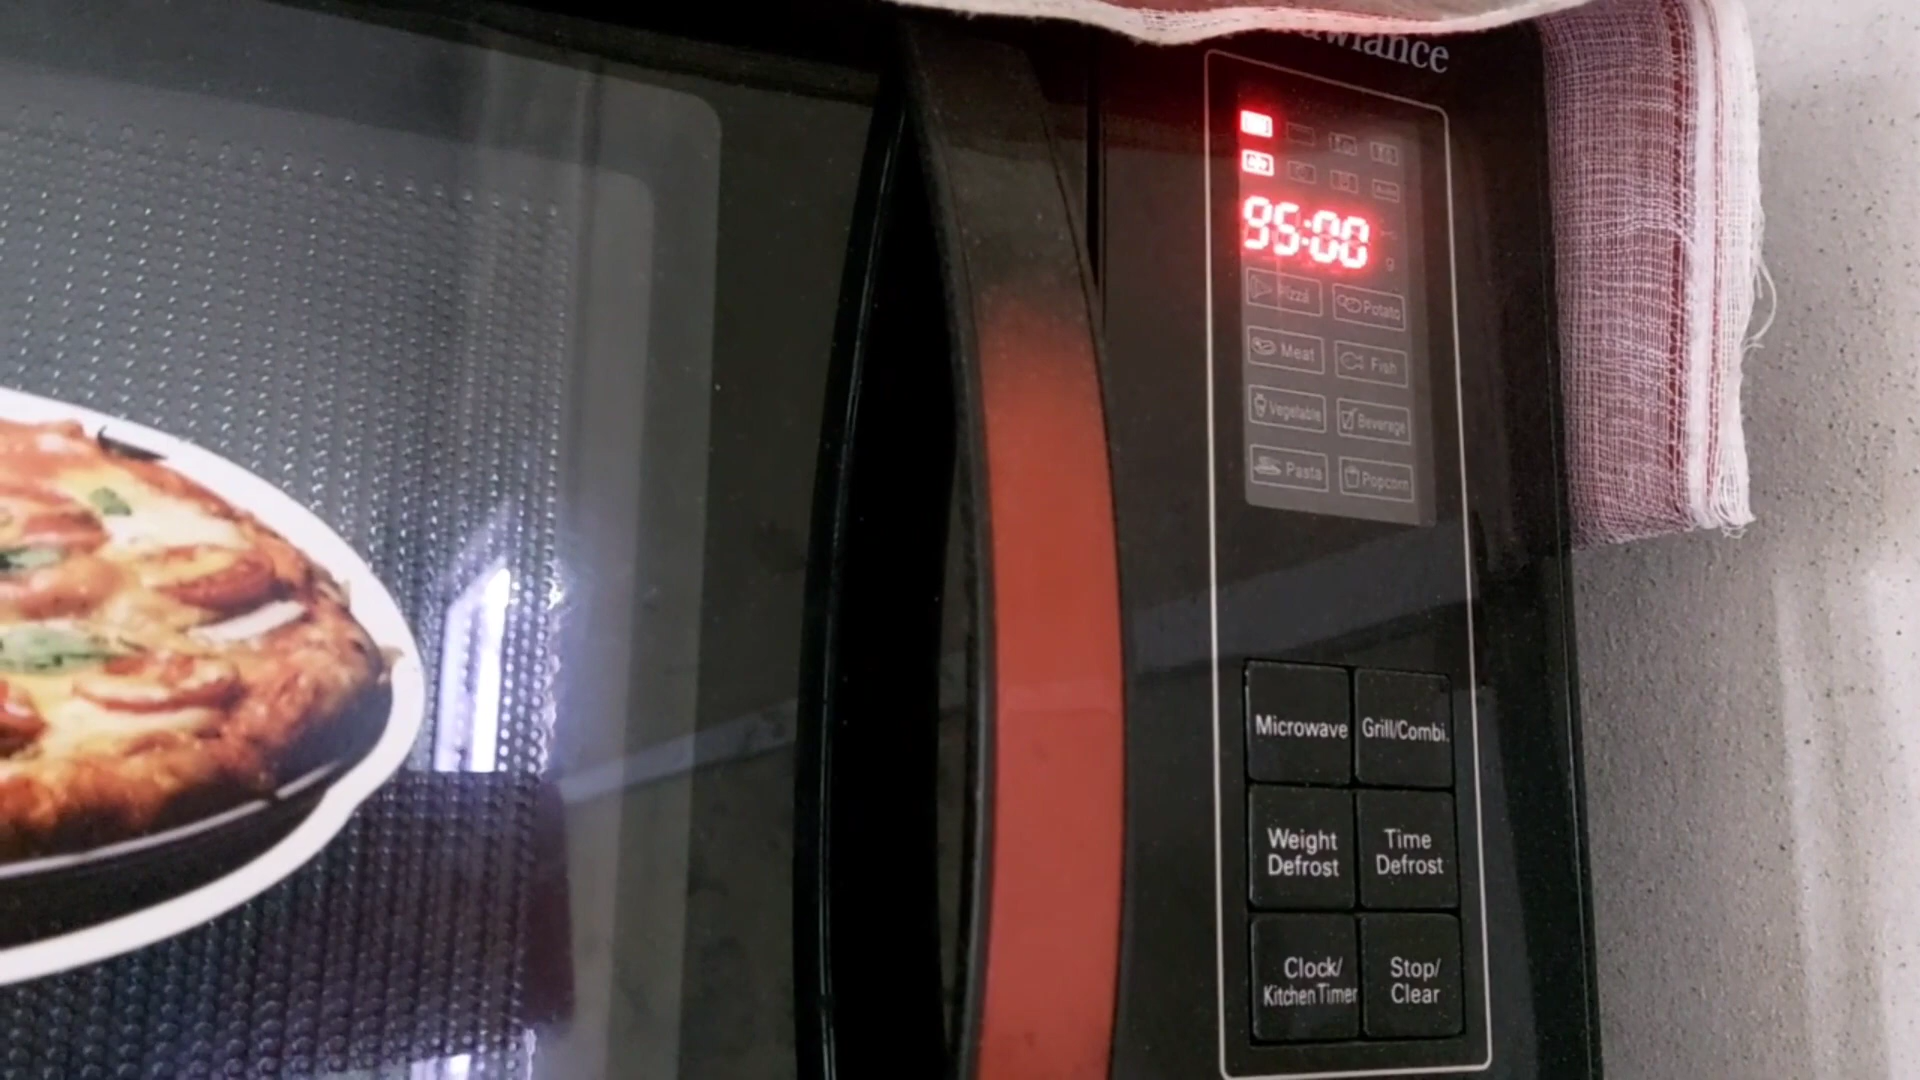 95:00
g
Pizza Potato
Meat Fish
Vegetable Beverage
Pasta Popcorn
Microwave Grill/Combi.
Weight Defrost
Time Defrost
Clock/ Kitchen Timer
Stop/ Clear